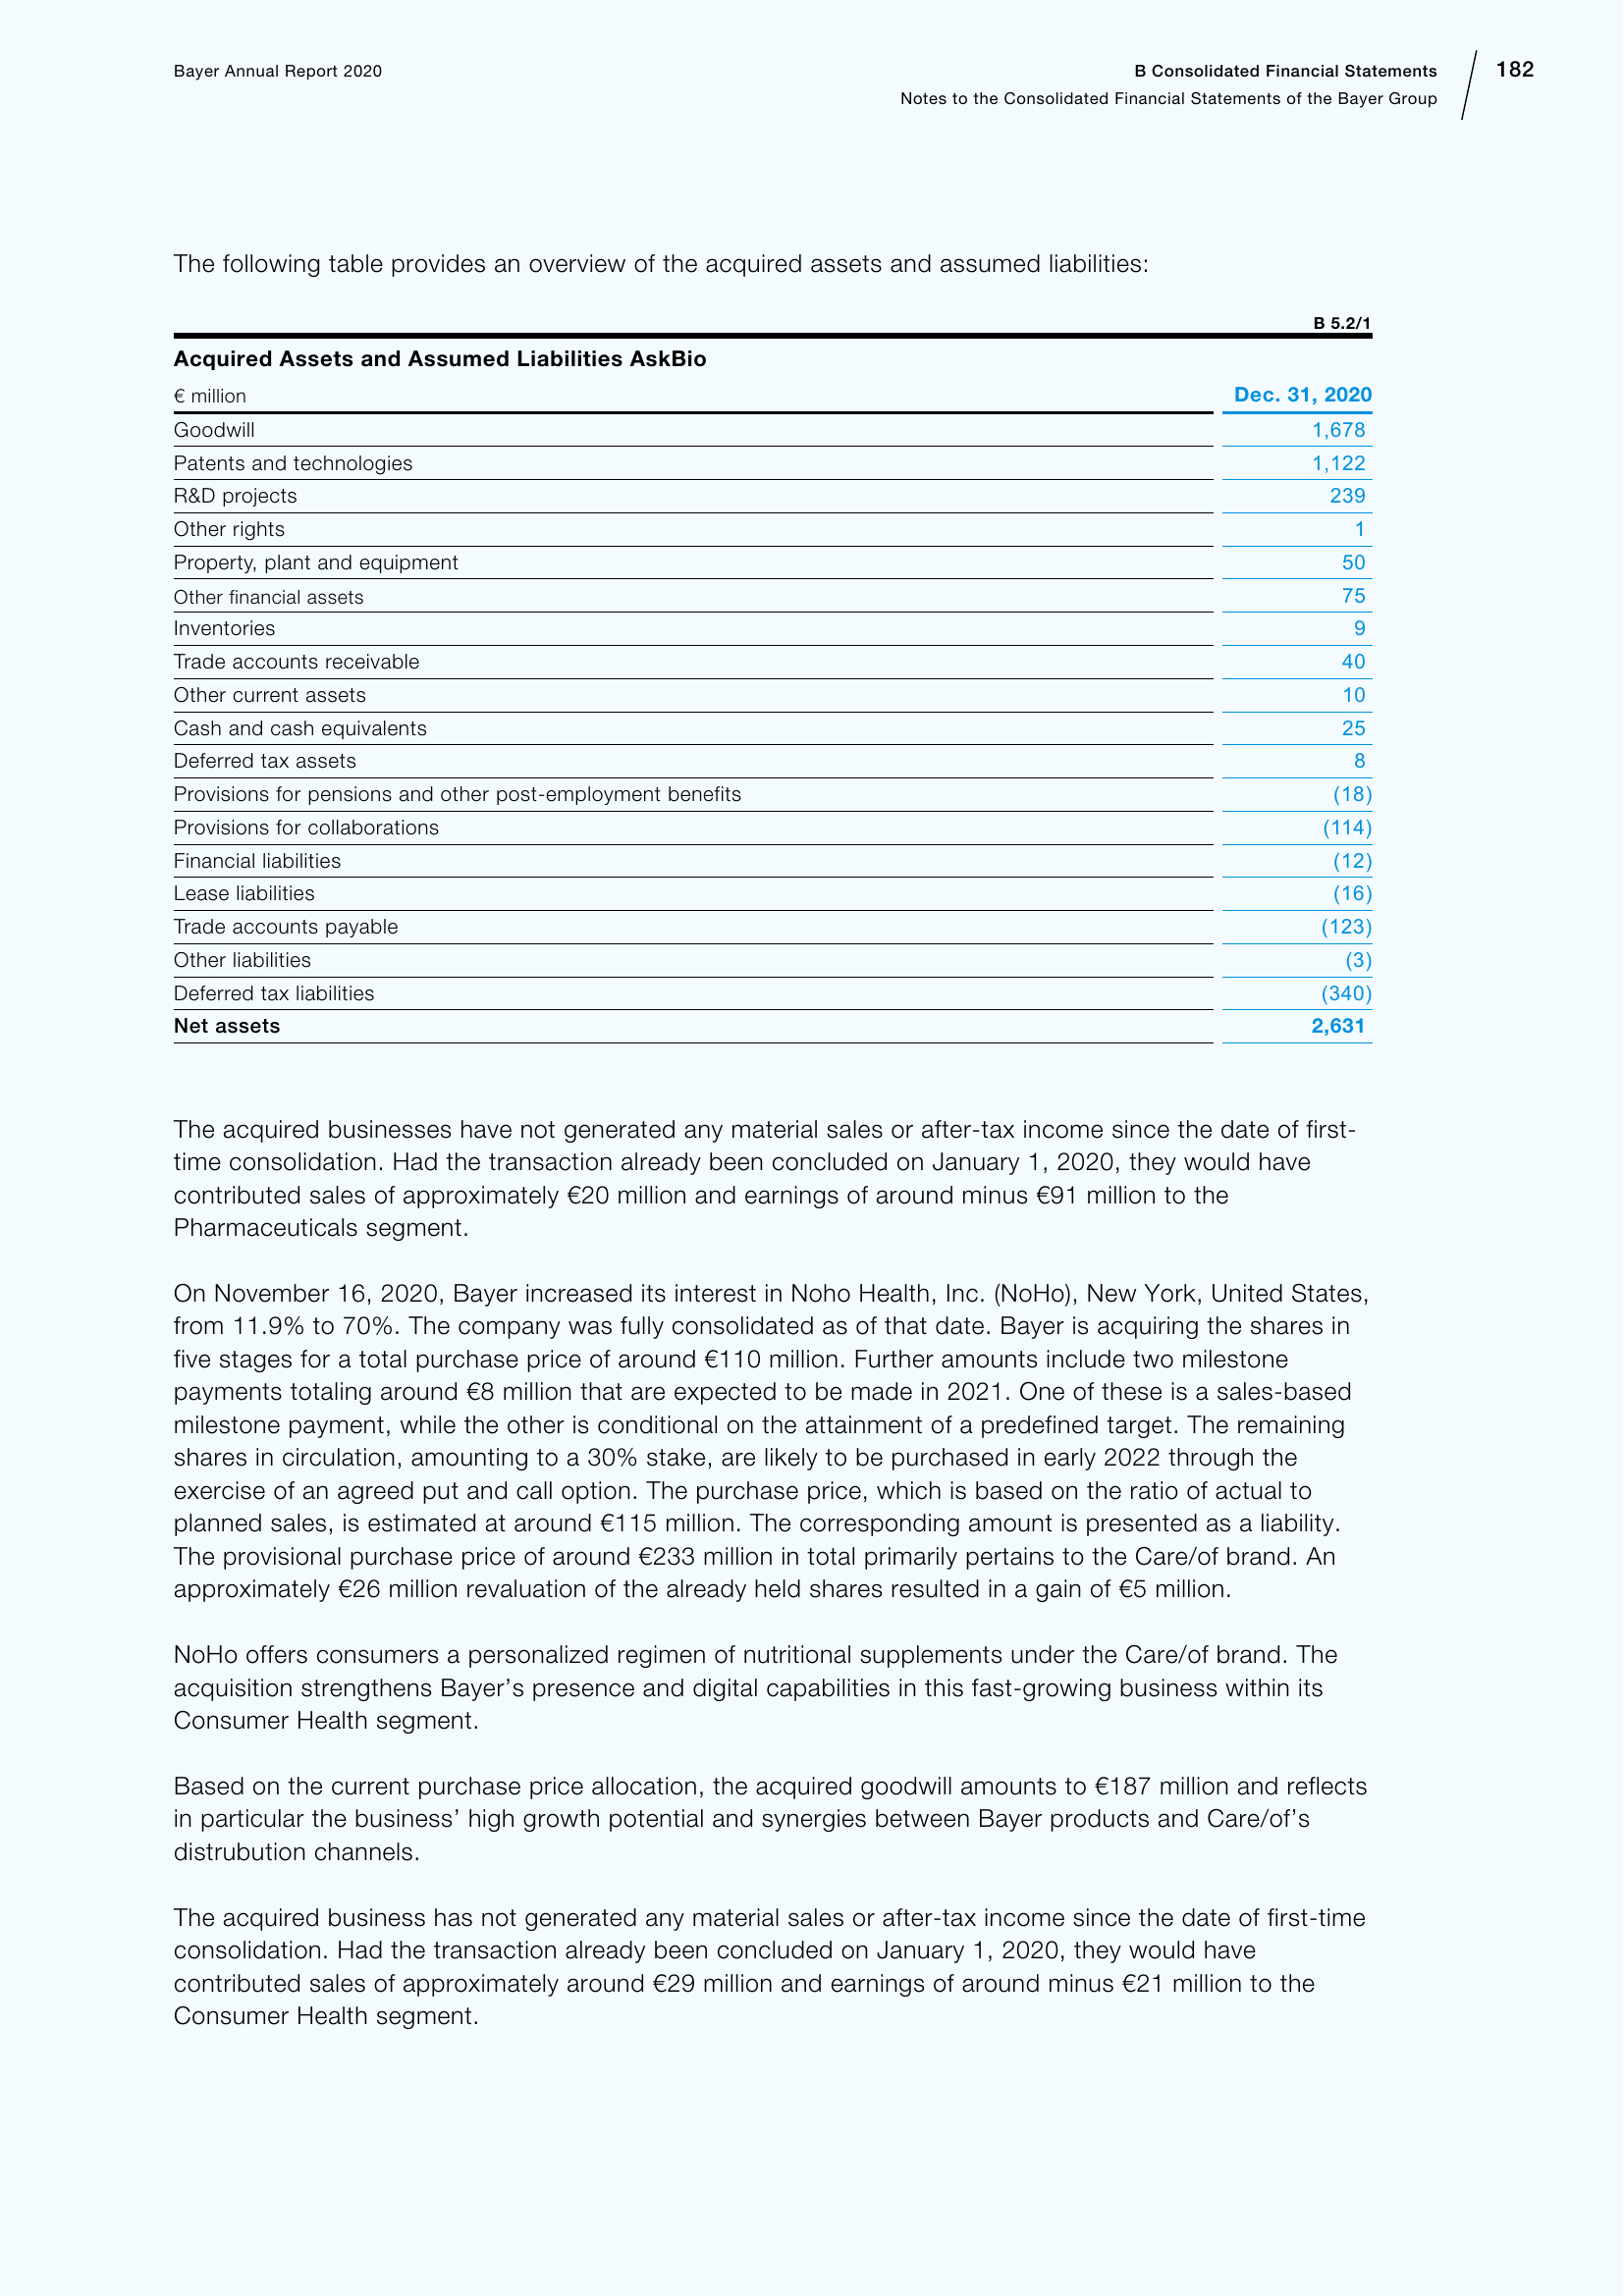 Bayer Annual Report 2020
B Consolidated Financial Statements
182
Notes to the Consolidated Financial Statements of the Bayer Group
The following table provides an overview of the acquired assets and assumed liabilities:
B 5.2/1
Acquired Assets and Assumed Liabilities AskBio
€ million Dec. 31, 2020
Goodwill 1,678
Patents and technologies 1,122
R&D projects 239
Other rights 1
Property, plant and equipment 50
Other financial assets 75
Inventories 9
Trade accounts receivable 40
Other current assets 10
Cash and cash equivalents 25
Deferred tax assets 8
Provisions for pensions and other post-employment benefits (18)
Provisions for collaborations (114)
Financial liabilities (12)
Lease liabilities (16)
Trade accounts payable (123)
Other liabilities (3)
Deferred tax liabilities (340)
Net assets 2,631
The acquired businesses have not generated any material sales or after-tax income since the date of first-
time consolidation. Had the transaction already been concluded on January 1, 2020, they would have
contributed sales of approximately €20 million and earnings of around minus €91 million to the
Pharmaceuticals segment.
On November 16, 2020, Bayer increased its interest in Noho Health, Inc. (NoHo), New York, United States,
from 11.9% to 70%. The company was fully consolidated as of that date. Bayer is acquiring the shares in
five stages for a total purchase price of around €110 million. Further amounts include two milestone
payments totaling around €8 million that are expected to be made in 2021. One of these is a sales-based
milestone payment, while the other is conditional on the attainment of a predefined target. The remaining
shares in circulation, amounting to a 30% stake, are likely to be purchased in early 2022 through the
exercise of an agreed put and call option. The purchase price, which is based on the ratio of actual to
planned sales, is estimated at around €115 million. The corresponding amount is presented as a liability.
The provisional purchase price of around €233 million in total primarily pertains to the Care/of brand. An
approximately €26 million revaluation of the already held shares resulted in a gain of €5 million.
NoHo offers consumers a personalized regimen of nutritional supplements under the Care/of brand. The
acquisition strengthens Bayer’s presence and digital capabilities in this fast-growing business within its
Consumer Health segment.
Based on the current purchase price allocation, the acquired goodwill amounts to €187 million and reflects
in particular the business’ high growth potential and synergies between Bayer products and Care/of’s
distrubution channels.
The acquired business has not generated any material sales or after-tax income since the date of first-time
consolidation. Had the transaction already been concluded on January 1, 2020, they would have
contributed sales of approximately around €29 million and earnings of around minus €21 million to the
Consumer Health segment.